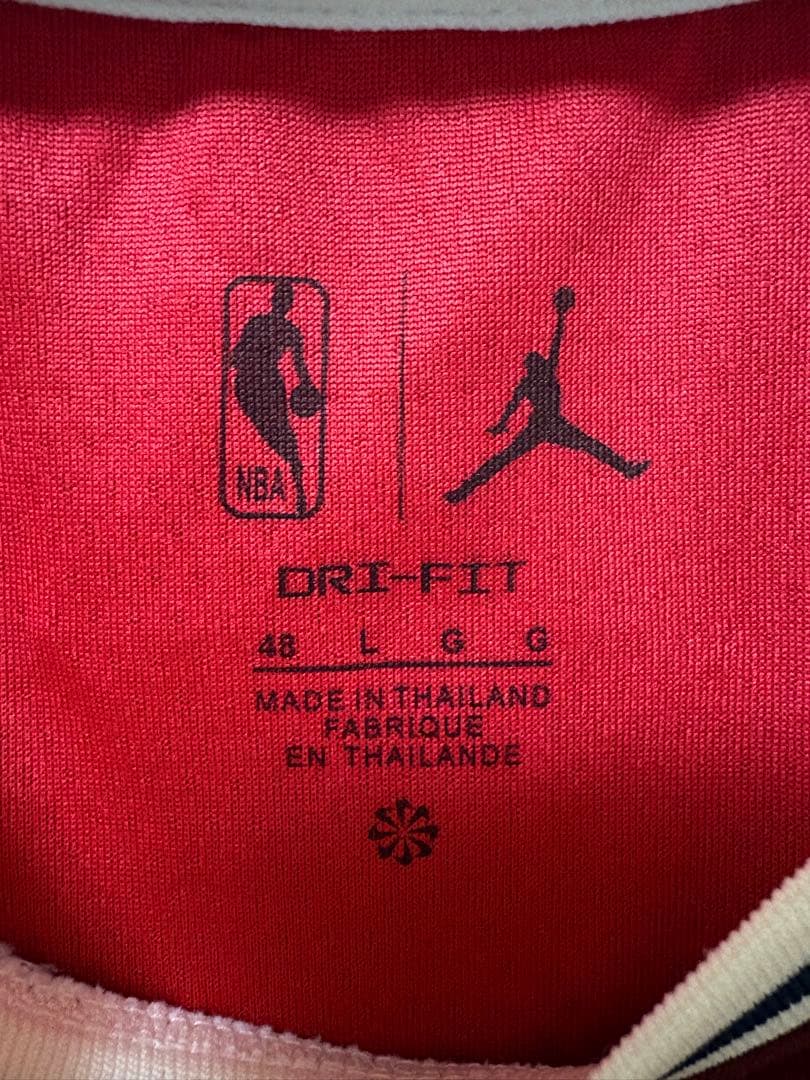 NBA
DRI-FIT
48 L G G
MADE IN THAILAND
FABRIQUE
EN THAILANDE